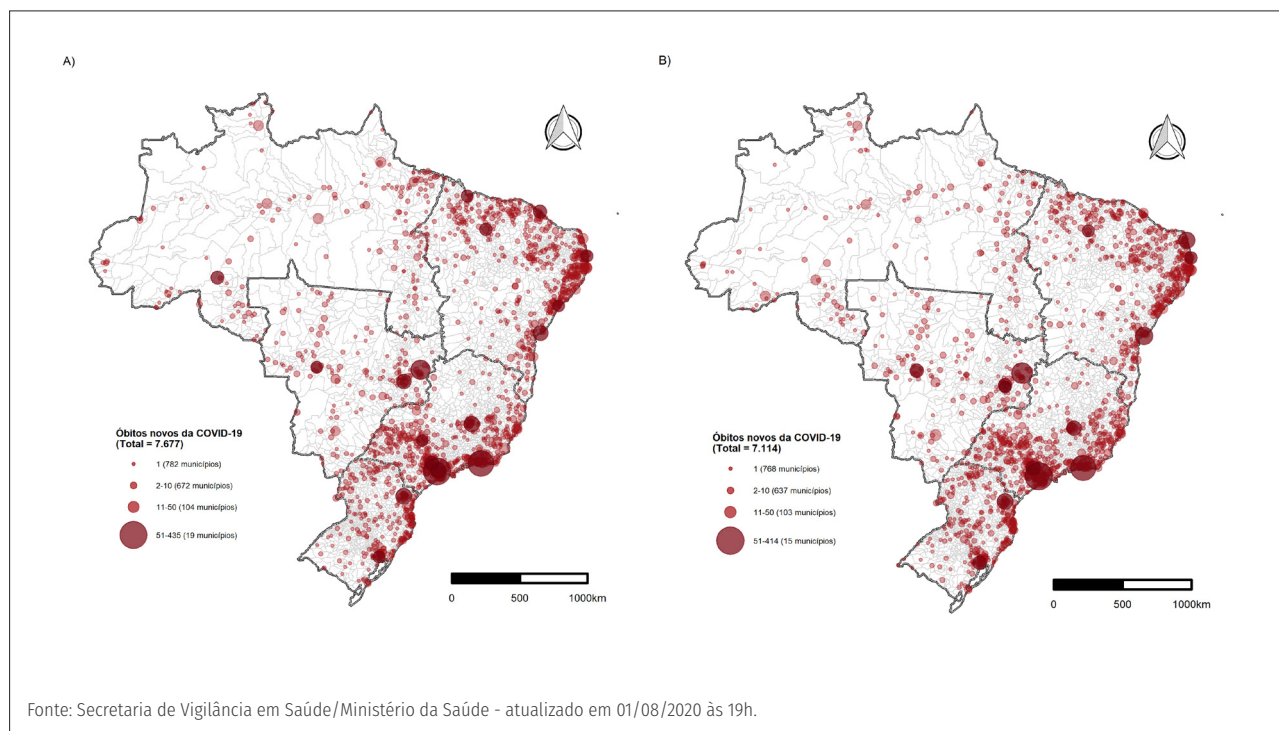 A)
B)
Óbitos novos da COVID-19
(Total = 7.677)
1 (782 municípios)
2-10 (672 municípios)
11-50 (104 municípios)
51-435 (19 municípios)
0 500 1000km
Óbitos novos da COVID-19
(Total = 7.114)
1 (768 municípios)
2-10 (637 municípios)
11-50 (103 municípios)
51-414 (15 municípios)
0 500 1000km
Fonte: Secretaria de Vigilância em Saúde/Ministério da Saúde - atualizado em 01/08/2020 às 19h.